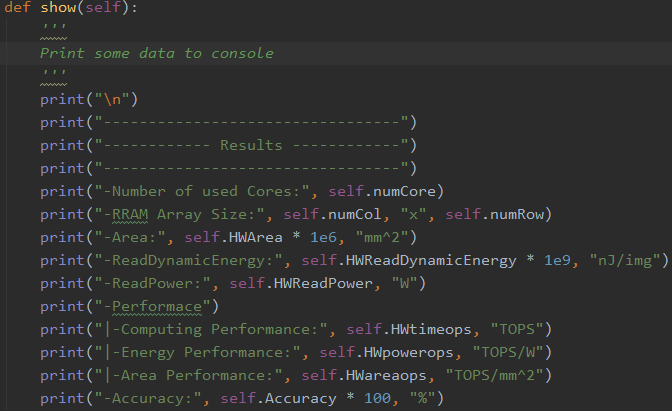 def show(self):
    '''
    Print some data to console
    '''
    print("\n")
    print("---------------------------------")
    print("------------ Results ------------")
    print("---------------------------------")
    print("-Number of used Cores:", self.numCore)
    print("-RRAM Array Size:", self.numCol, "x", self.numRow)
    print("-Area:", self.HWArea * 1e6, "mm^2")
    print("-ReadDynamicEnergy:", self.HWReadDynamicEnergy * 1e9, "nJ/img")
    print("-ReadPower:", self.HWReadPower, "W")
    print("-Performace")
    print("|-Computing Performance:", self.HWtimeops, "TOPS")
    print("|-Energy Performance:", self.HWpowerops, "TOPS/W")
    print("|-Area Performance:", self.HWareaops, "TOPS/mm^2")
    print("-Accuracy:", self.Accuracy * 100, "%")